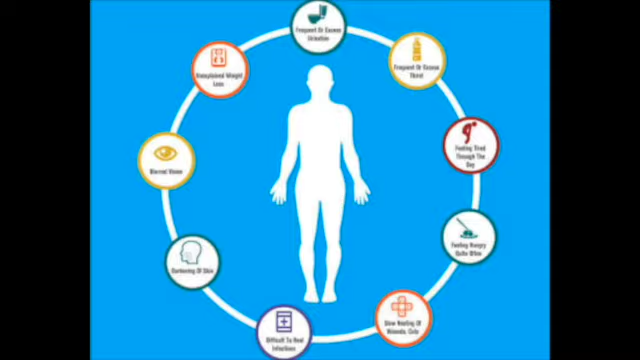 Frequent Or Excess
Urination
Frequent Or Excess
Thirst
Feeling Tired
Through The
Day
Feeling Hungry
Quite Often
Slow Healing Of
Wounds, Cuts
Difficult To Heal
Infections
Darkening Of Skin
Blurred Vision
Unexplained Weight
Loss